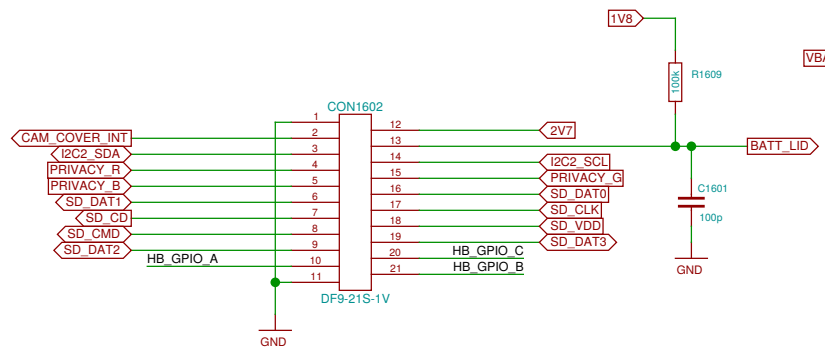 1V8
VBA
100k
R1609
CON1602
1
2
3
4
5
6
7
8
9
10
11
12
13
14
15
16
17
18
19
20
21
CAM_COVER_INT
I2C2_SDA
PRIVACY_R
PRIVACY_B
SD_DAT1
SD_CD
SD_CMD
SD_DAT2
HB_GPIO_A
2V7
BATT_LID
I2C2_SCL
PRIVACY_G
SD_DAT0
SD_CLK
SD_VDD
SD_DAT3
HB_GPIO_C
HB_GPIO_B
C1601
100p
GND
DF9-21S-1V
GND